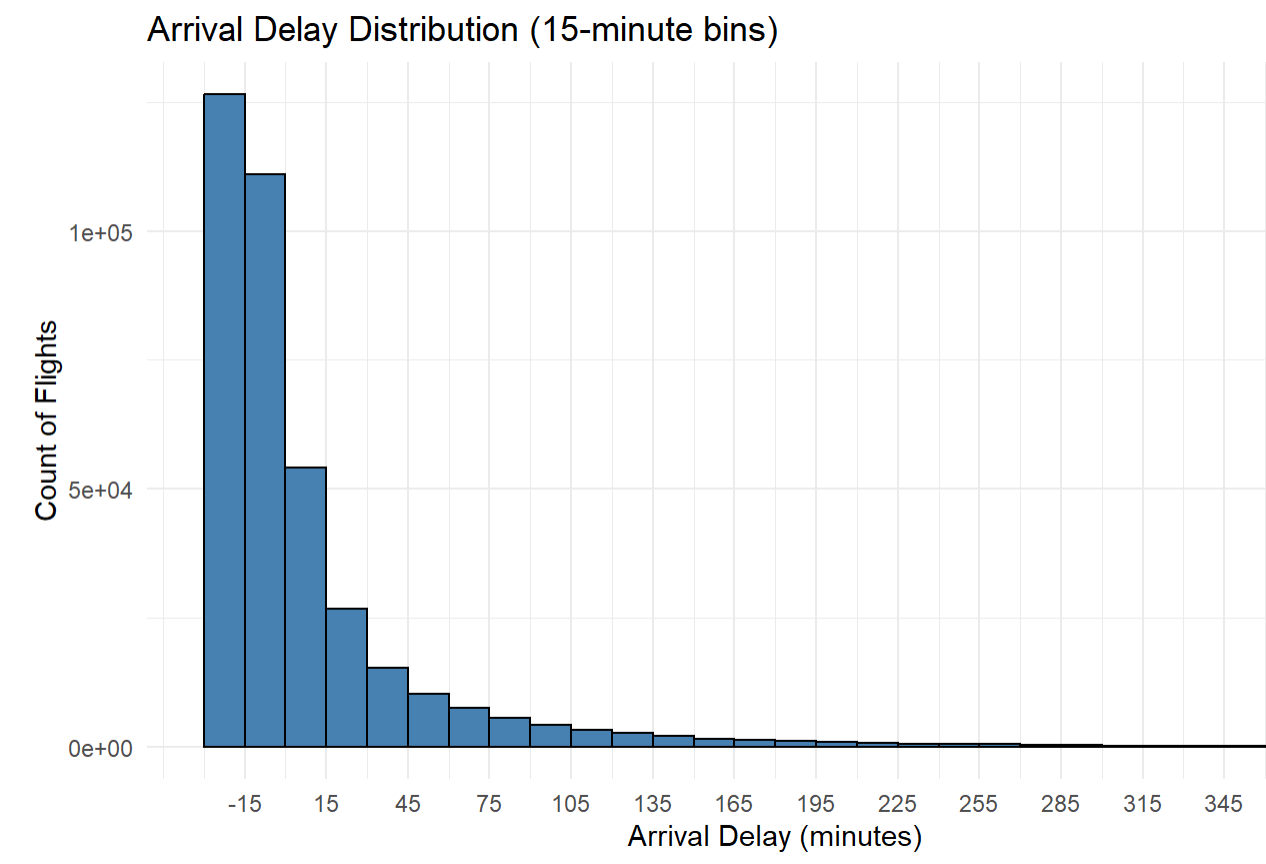 Arrival Delay Distribution (15-minute bins)
Count of Flights
1e+05
5e+04
0e+00
-15 15 45 75 105 135 165 195 225 255 285 315 345
Arrival Delay (minutes)